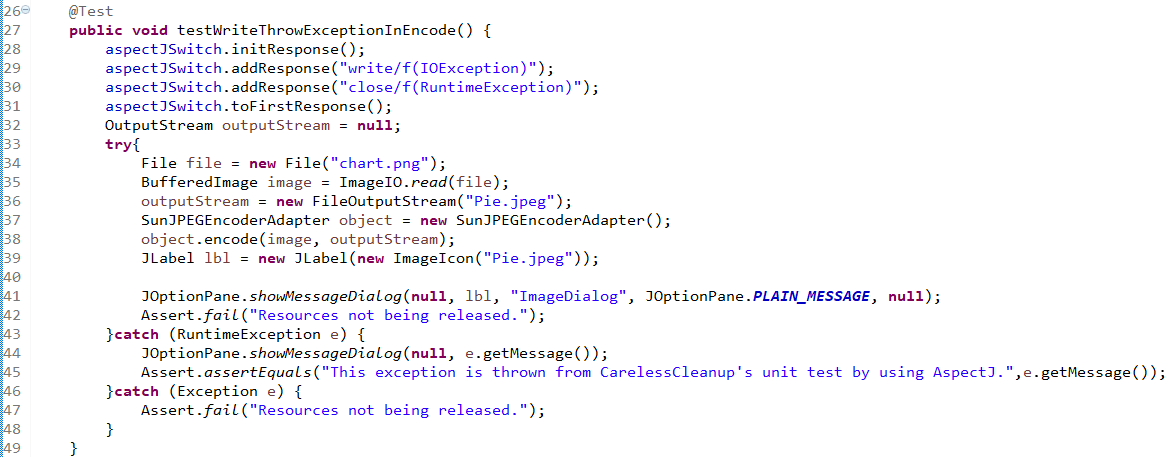 26 @Test
27 public void testWriteThrowExceptionInEncode() {
28 aspectJSwitch.initResponse();
29 aspectJSwitch.addResponse("write/f(IOException)");
30 aspectJSwitch.addResponse("close/f(RuntimeException)");
31 aspectJSwitch.toFirstResponse();
32 OutputStream outputStream = null;
33 try{
34 File file = new File("chart.png");
35 BufferedImage image = ImageIO.read(file);
36 outputStream = new FileOutputStream("Pie.jpeg");
37 SunJPEGEncoderAdapter object = new SunJPEGEncoderAdapter();
38 object.encode(image, outputStream);
39 JLabel lbl = new JLabel(new ImageIcon("Pie.jpeg"));
40
41 JOptionPane.showMessageDialog(null, lbl, "ImageDialog", JOptionPane.PLAIN_MESSAGE, null);
42 Assert.fail("Resources not being released.");
43 }catch (RuntimeException e) {
44 JOptionPane.showMessageDialog(null, e.getMessage());
45 Assert.assertEquals("This exception is thrown from CarelessCleanup's unit test by using AspectJ.",e.getMessage());
46 }catch (Exception e) {
47 Assert.fail("Resources not being released.");
48 }
49 }